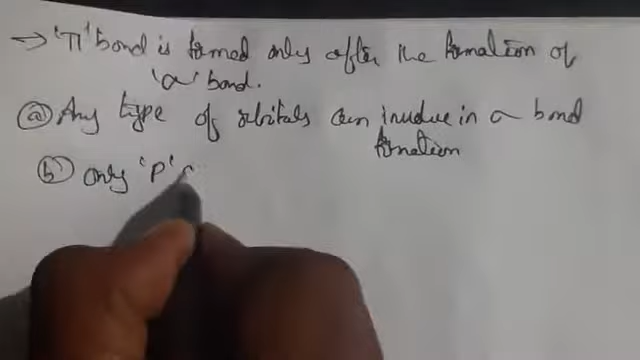 → 'π' bond is formed only after the formation of
'σ' bond.
ⓐ Any type of orbitals can involve in σ bond
formation
ⓑ only 'P'